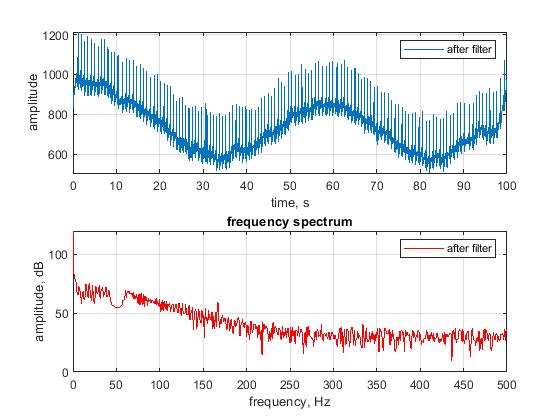 after filter
1200
1000
800
600
amplitude
0 10 20 30 40 50 60 70 80 90 100
time, s
frequency spectrum
after filter
100
50
0
amplitude, dB
0 50 100 150 200 250 300 350 400 450 500
frequency, Hz